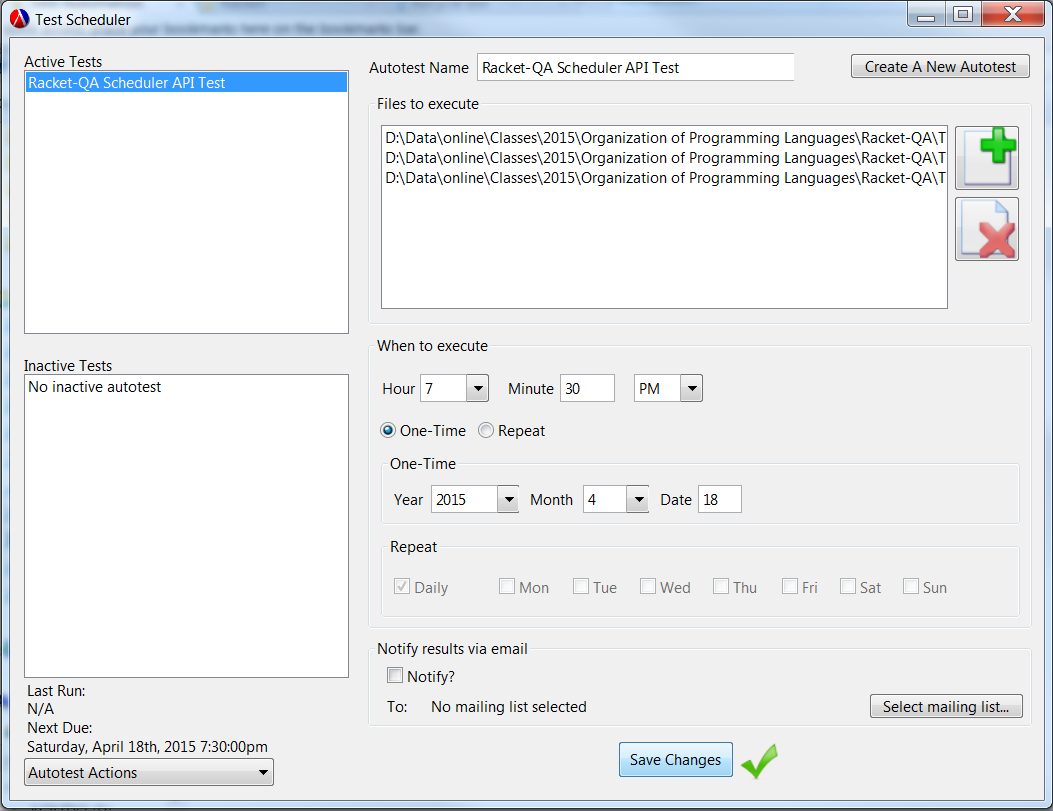 Test Scheduler
Active Tests
Racket-QA Scheduler API Test
Inactive Tests
No inactive autotest
Last Run:
N/A
Next Due:
Saturday, April 18th, 2015 7:30:00pm
Autotest Actions
Autotest Name Racket-QA Scheduler API Test Create A New Autotest
Files to execute
D:\Data\online\Classes\2015\Organization of Programming Languages\Racket-QA\T
D:\Data\online\Classes\2015\Organization of Programming Languages\Racket-QA\T
D:\Data\online\Classes\2015\Organization of Programming Languages\Racket-QA\T
When to execute
Hour 7 Minute 30 PM
One-Time Repeat
One-Time
Year 2015 Month 4 Date 18
Repeat
Daily Mon Tue Wed Thu Fri Sat Sun
Notify results via email
Notify?
To: No mailing list selected Select mailing list...
Save Changes